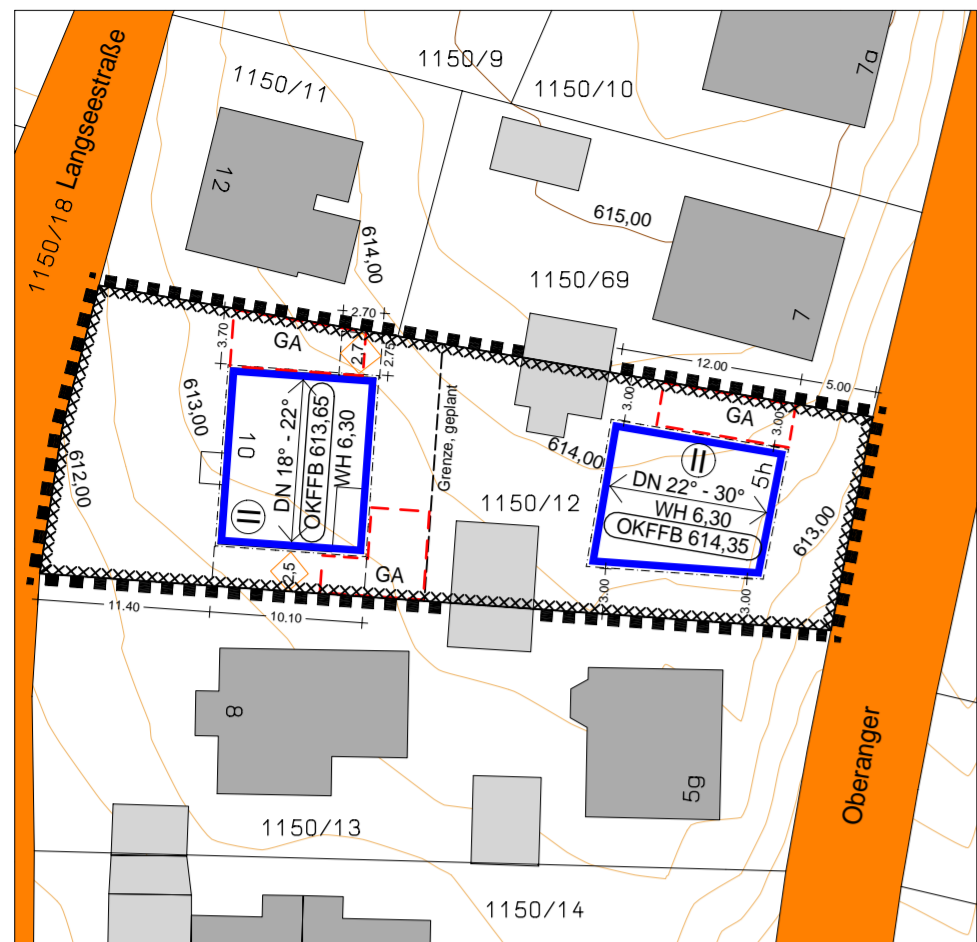 1150/18 Langseestraße
1150/11
1150/9
1150/10
7a
12
614,00
615,00
1150/69
7
2.70
3.70
GA
2.7
2.75
12.00
5.00
3.00
GA
3.00
613,00
612,00
10
DN 18° - 22°
OKFFB 613,65
WH 6,30
II
Grenze, geplant
614,00
1150/12
II
5h
DN 22° - 30°
WH 6,30
OKFFB 614,35
613,00
2.5
GA
3.00
3.00
11.40
10.10
8
5g
Oberanger
1150/13
1150/14